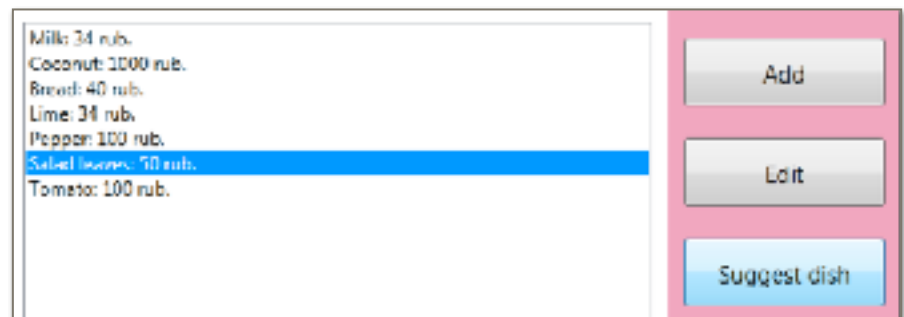 Milk: 34 rub.
Coconut: 1000 rub.
Bread: 40 rub.
Lime: 34 rub.
Pepper: 100 rub.
Salad leaves: 50 rub.
Tomato: 100 rub.
Add
Edit
Suggest dish